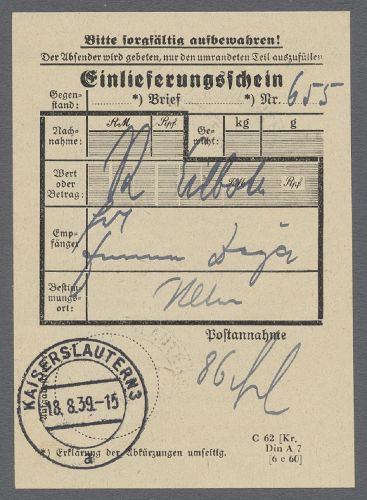 Bitte sorgfältig aufbewahren!
Der Absender wird gebeten, nur den umrandeten Teil auszufüllen
Einlieferungsschein
Gegen-
stand: *) Brief *) Nr. 655
Nach-
nahme: RM Rpf Ge-
wicht: kg g
Wert
oder
Betrag: Rpf
Emp-
fänger
Bestim-
mungs-
ort:
Postannahme
86
KAISERSLAUTERN 3
18.8.39.-15
a
*) Erklärung der Abkürzungen umseitig.
C 62 [Kr.
Din A 7
[6 c 60]